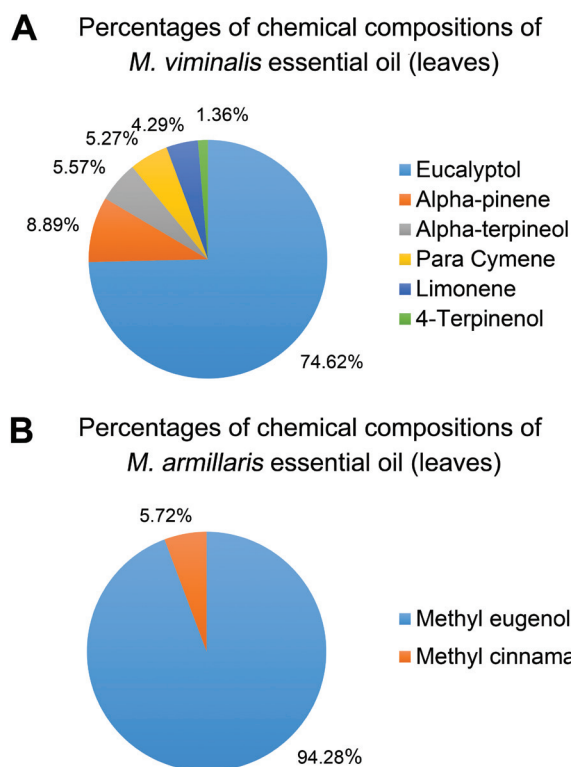 A
Percentages of chemical compositions of
M. viminalis essential oil (leaves)
1.36%
4.29%
5.27%
5.57%
8.89%
74.62%
Eucalyptol
Alpha-pinene
Alpha-terpineol
Para Cymene
Limonene
4-Terpinenol
B
Percentages of chemical compositions of
M. armillaris essential oil (leaves)
5.72%
94.28%
Methyl eugenol
Methyl cinnama